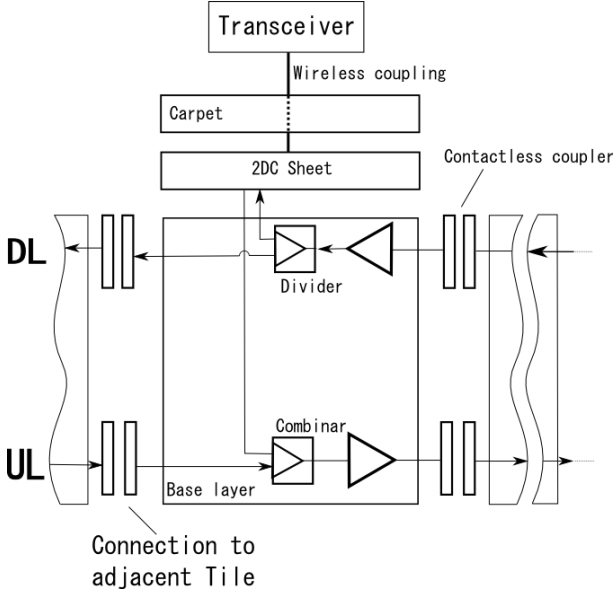 Transceiver
Wireless coupling
Carpet
2DC Sheet
Contactless coupler
DL
Divider
Combinar
UL
Base layer
Connection to
adjacent Tile